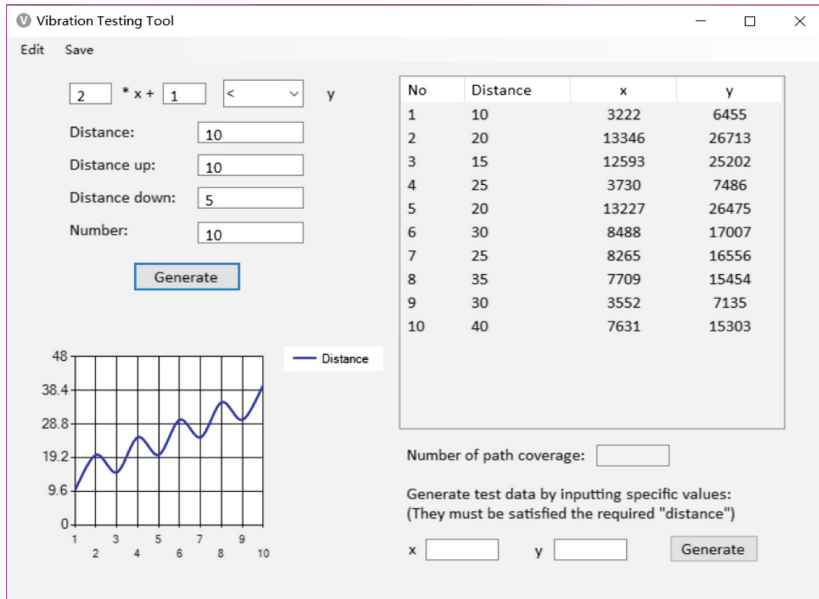 Vibration Testing Tool
Edit Save
2 * x + 1 < y
Distance: 10
Distance up: 10
Distance down: 5
Number: 10
Generate
No Distance x y
1 10 3222 6455
2 20 13346 26713
3 15 12593 25202
4 25 3730 7486
5 20 13227 26475
6 30 8488 17007
7 25 8265 16556
8 35 7709 15454
9 30 3552 7135
10 40 7631 15303
48
38.4
28.8
19.2
9.6
0
1 2 3 4 5 6 7 8 9 10
Distance
Number of path coverage:
Generate test data by inputting specific values:
(They must be satisfied the required "distance")
x y Generate